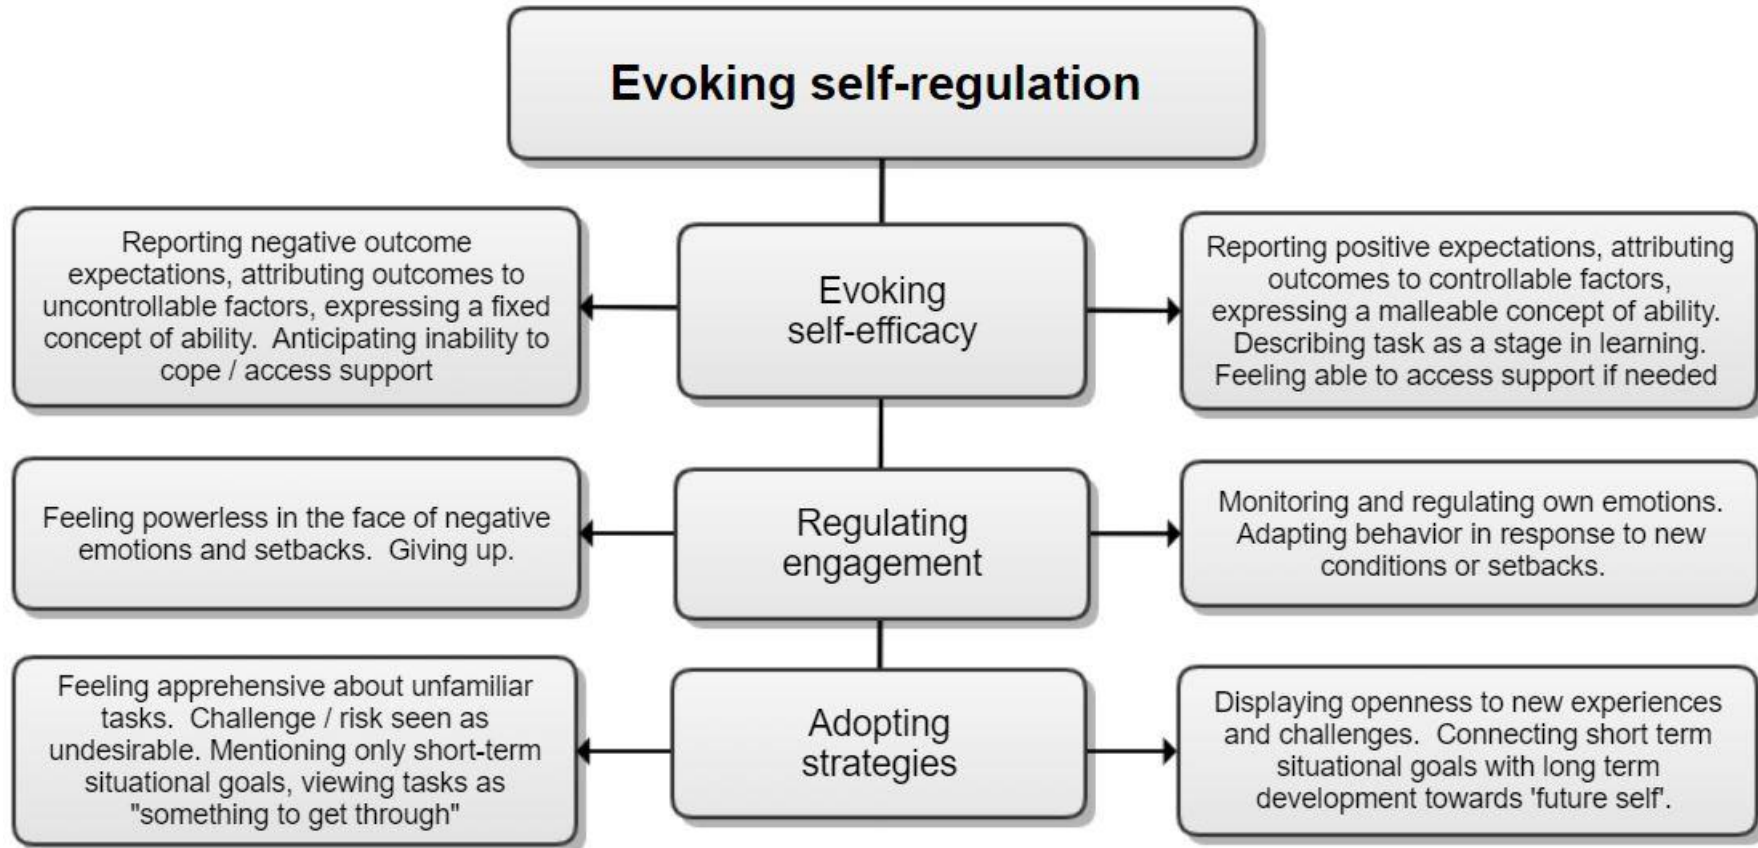 Evoking self-regulation
Reporting negative outcome
expectations, attributing outcomes to
uncontrollable factors, expressing a fixed
concept of ability.  Anticipating inability to
cope / access support
Evoking
self-efficacy
Reporting positive expectations, attributing
outcomes to controllable factors,
expressing a malleable concept of ability.
Describing task as a stage in learning.
Feeling able to access support if needed
Feeling powerless in the face of negative
emotions and setbacks.  Giving up.
Regulating
engagement
Monitoring and regulating own emotions.
Adapting behavior in response to new
conditions or setbacks.
Feeling apprehensive about unfamiliar
tasks.  Challenge / risk seen as
undesirable. Mentioning only short-term
situational goals, viewing tasks as
"something to get through"
Adopting
strategies
Displaying openness to new experiences
and challenges.  Connecting short term
situational goals with long term
development towards 'future self'.